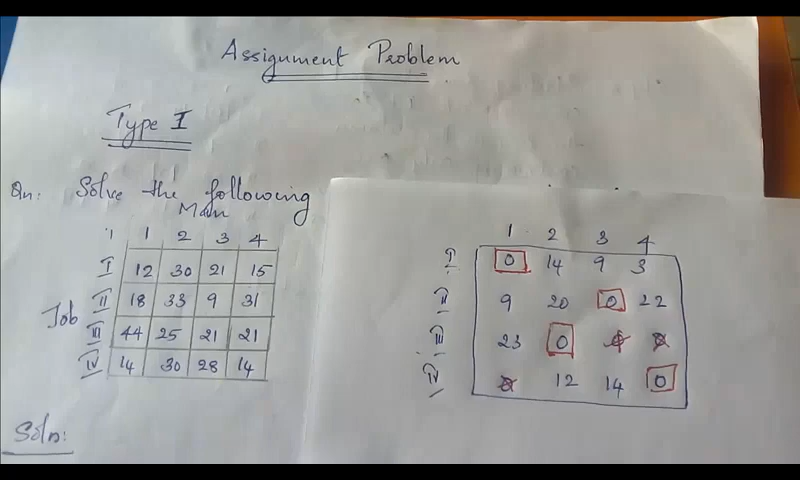 Assignment Problem
Type I
Qn: Solve the following
Man
1 2 3 4
I 12 30 21 15
Job II 18 33 9 31
III 44 25 21 21
IV 14 30 28 14
Soln:
1 2 3 4
I 0 14 9 3
II 9 20 0 22
III 23 0 0
IV 0 12 14 0